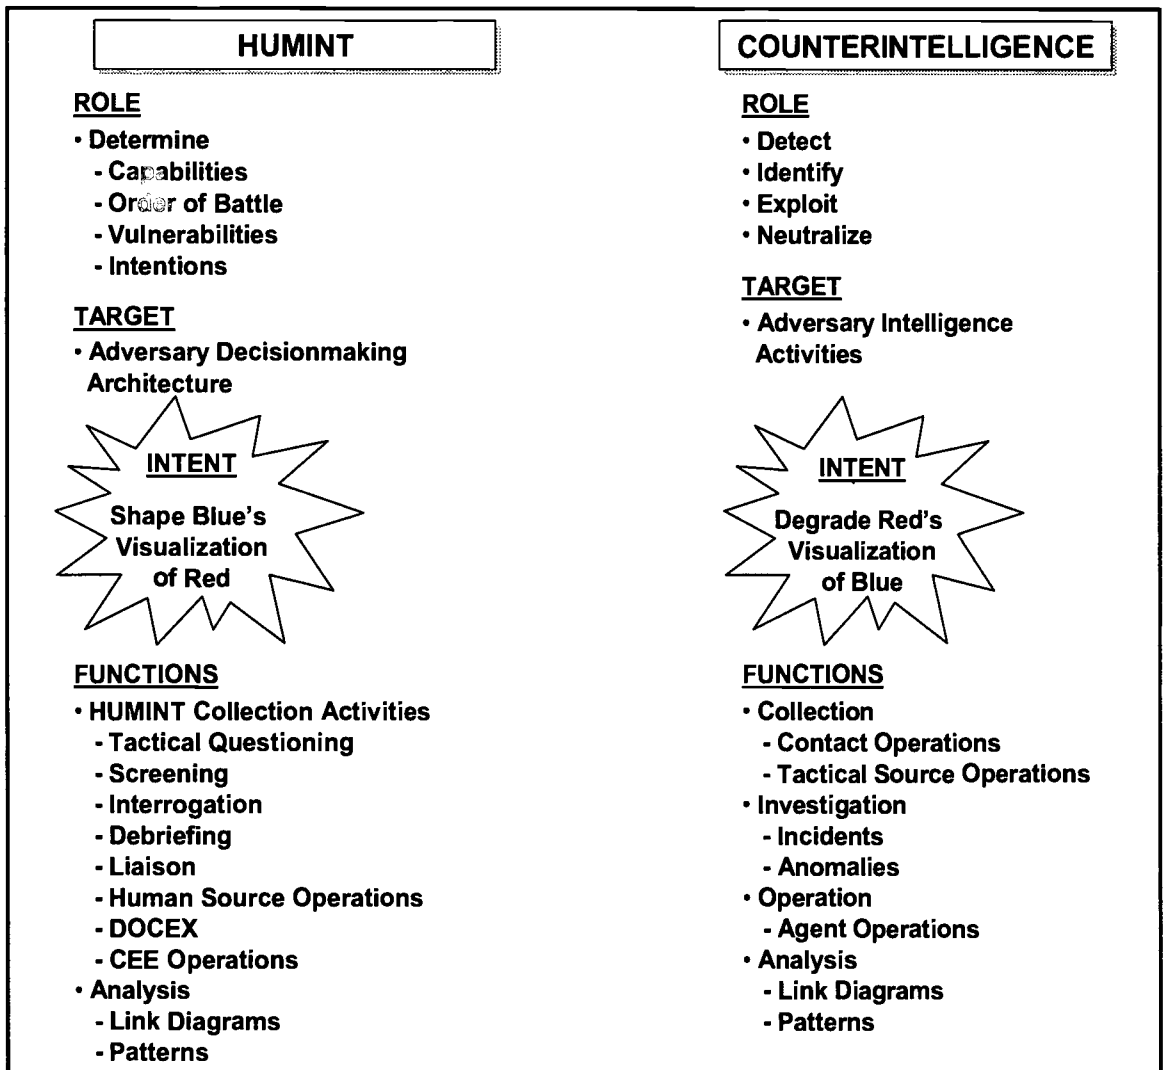 HUMINT
ROLE
• Determine
- Capabilities
- Order of Battle
- Vulnerabilities
- Intentions
TARGET
• Adversary Decisionmaking
Architecture
INTENT
Shape Blue's
Visualization
of Red
FUNCTIONS
• HUMINT Collection Activities
- Tactical Questioning
- Screening
- Interrogation
- Debriefing
- Liaison
- Human Source Operations
- DOCEX
- CEE Operations
• Analysis
- Link Diagrams
- Patterns
COUNTERINTELLIGENCE
ROLE
• Detect
• Identify
• Exploit
• Neutralize
TARGET
• Adversary Intelligence
Activities
INTENT
Degrade Red's
Visualization
of Blue
FUNCTIONS
• Collection
- Contact Operations
- Tactical Source Operations
• Investigation
- Incidents
- Anomalies
• Operation
- Agent Operations
• Analysis
- Link Diagrams
- Patterns